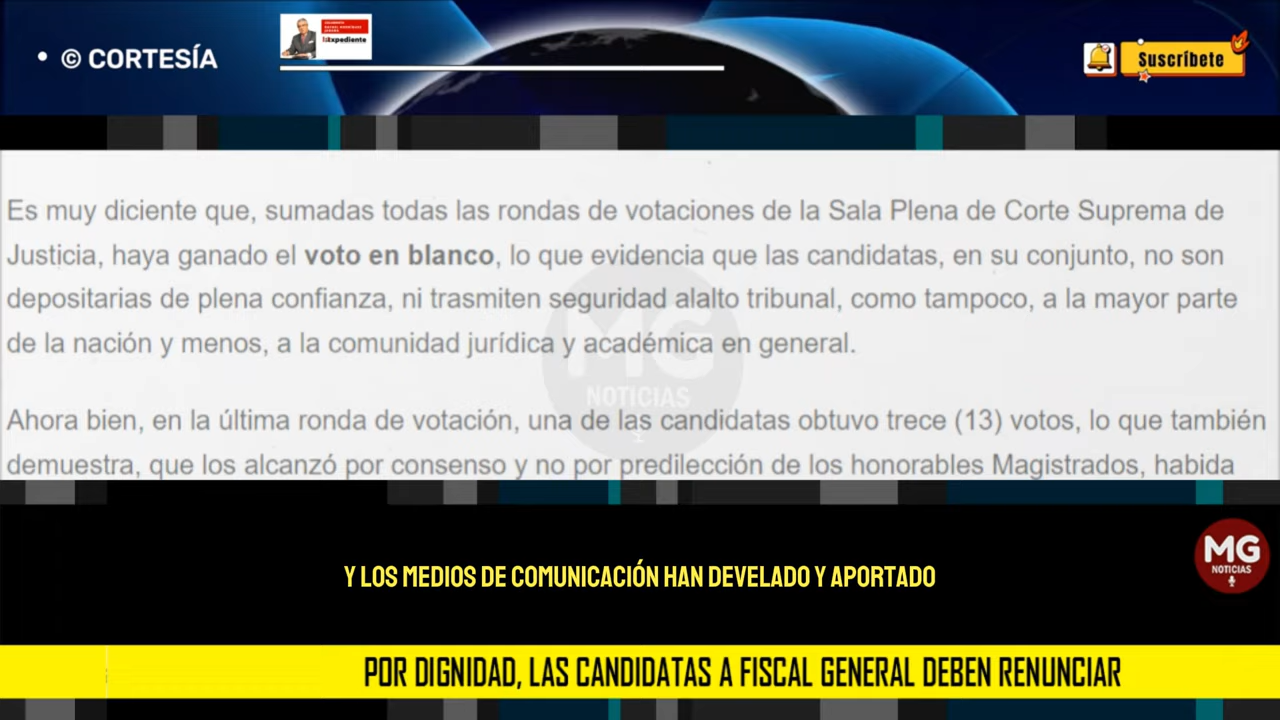 • © CORTESÍA
Expediente
Suscríbete
Es muy diciente que, sumadas todas las rondas de votaciones de la Sala Plena de Corte Suprema de
Justicia, haya ganado el voto en blanco, lo que evidencia que las candidatas, en su conjunto, no son
depositarias de plena confianza, ni trasmiten seguridad alalto tribunal, como tampoco, a la mayor parte
de la nación y menos, a la comunidad jurídica y académica en general.
MG
NOTICIAS
Ahora bien, en la última ronda de votación, una de las candidatas obtuvo trece (13) votos, lo que también
demuestra, que los alcanzó por consenso y no por predilección de los honorables Magistrados, habida
MG
NOTICIAS
Y LOS MEDIOS DE COMUNICACIÓN HAN DEVELADO Y APORTADO
POR DIGNIDAD, LAS CANDIDATAS A FISCAL GENERAL DEBEN RENUNCIAR